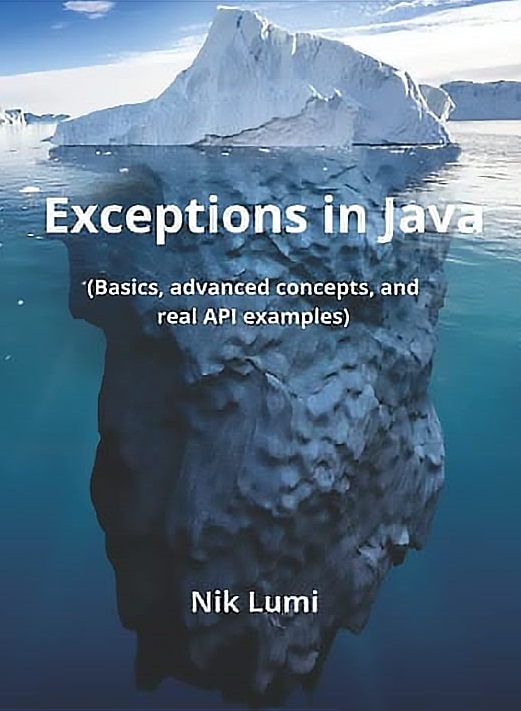 Exceptions in Java
(Basics, advanced concepts, and
real API examples)
Nik Lumi